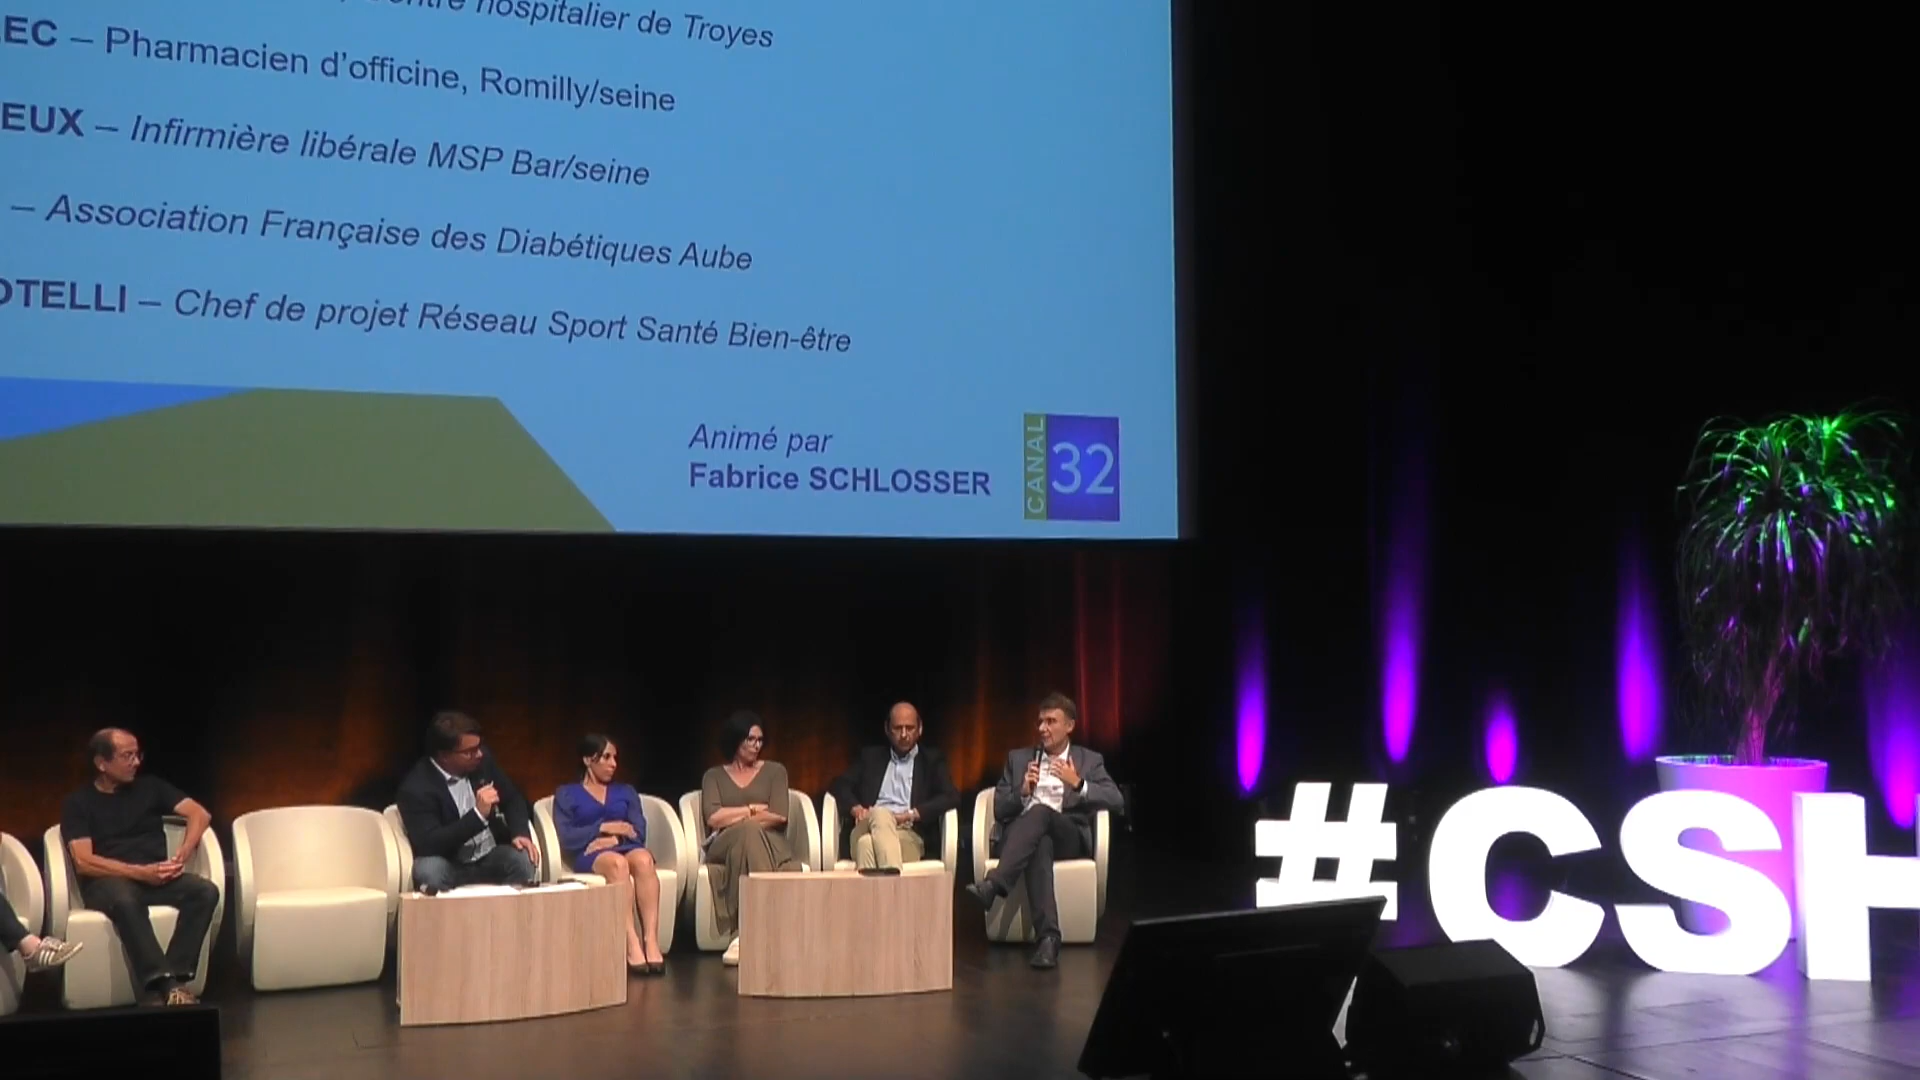 hospitalier de Troyes
EC – Pharmacien d'officine, Romilly/seine
EUX – Infirmière libérale MSP Bar/seine
– Association Française des Diabétiques Aube
OTELLI – Chef de projet Réseau Sport Santé Bien-être
Animé par
Fabrice SCHLOSSER
CANAL
32
#CSH